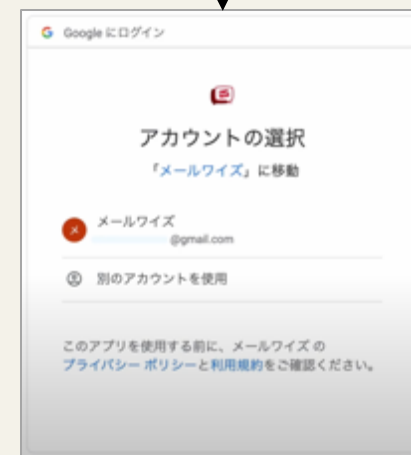 Google にログイン
アカウントの選択
「メールワイズ」に移動
メ
メールワイズ
@gmail.com
別のアカウントを使用
このアプリを使用する前に、メールワイズ の
プライバシー ポリシーと利用規約をご確認ください。